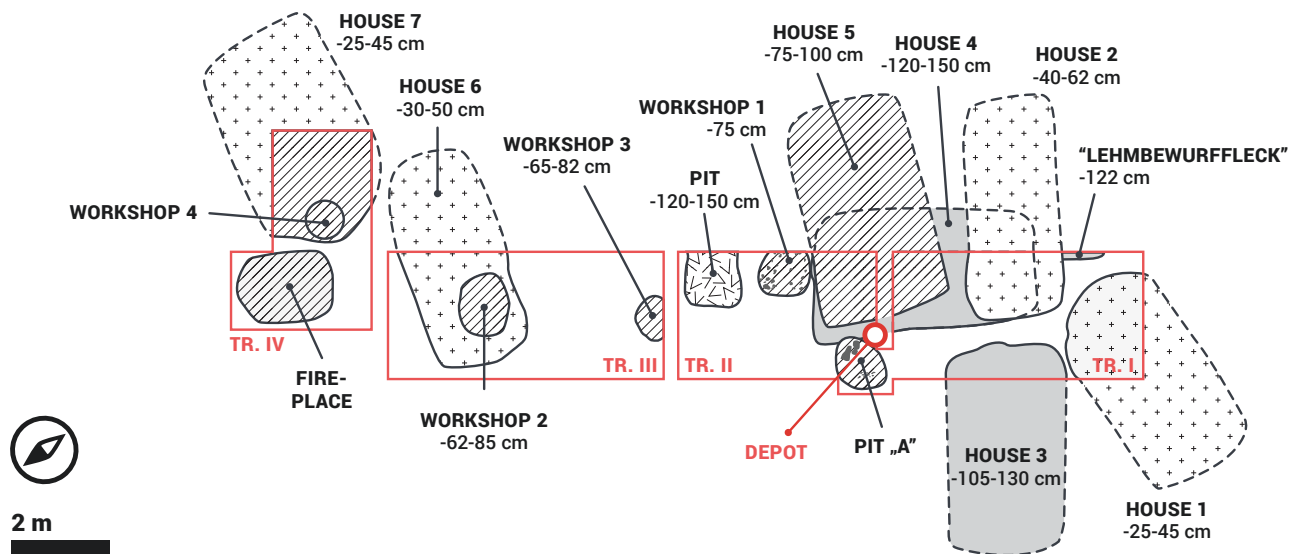 HOUSE 7
-25-45 cm
HOUSE 6
-30-50 cm
WORKSHOP 3
-65-82 cm
WORKSHOP 4
FIRE-
PLACE
TR. IV
WORKSHOP 2
-62-85 cm
TR. III
PIT
-120-150 cm
WORKSHOP 1
-75 cm
HOUSE 5
-75-100 cm
HOUSE 4
-120-150 cm
HOUSE 2
-40-62 cm
“LEHMBEWURFFLECK”
-122 cm
TR. II
TR. I
DEPOT
PIT „A”
HOUSE 3
-105-130 cm
HOUSE 1
-25-45 cm
2 m